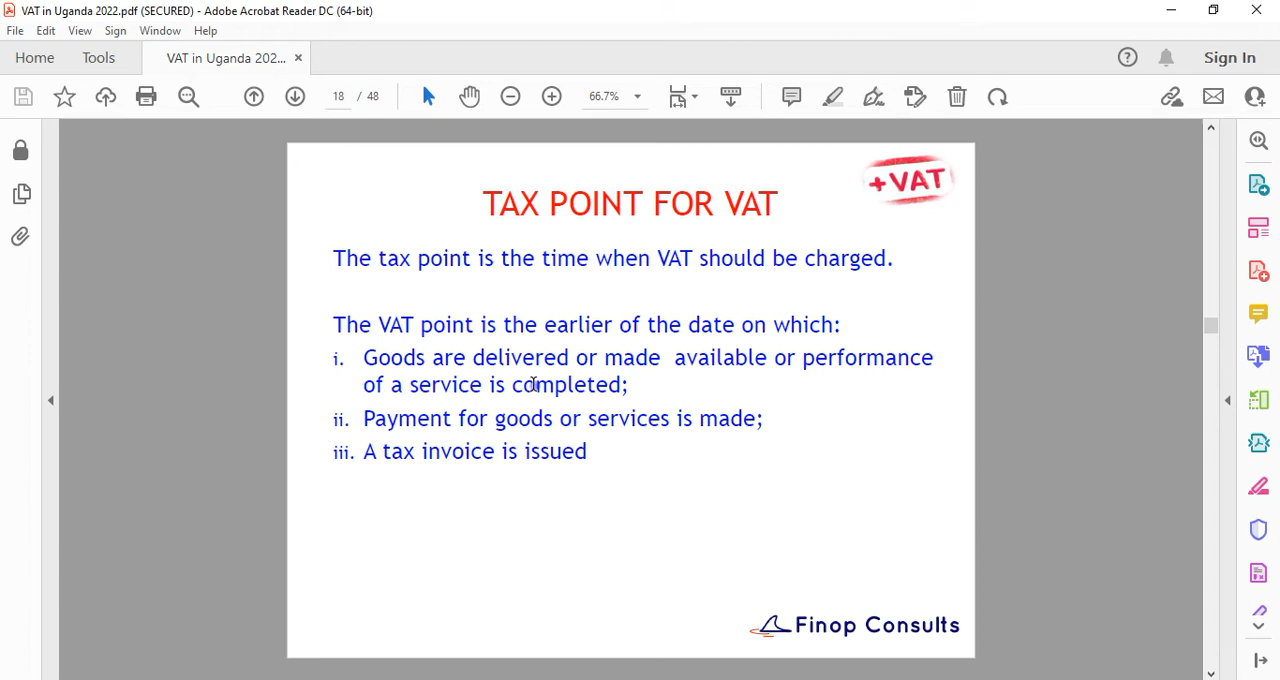 VAT in Uganda 2022.pdf (SECURED) - Adobe Acrobat Reader DC (64-bit)
File Edit View Sign Window Help
Home Tools VAT in Uganda 202... × Sign In
18 / 48 66.7%
+VAT
TAX POINT FOR VAT
The tax point is the time when VAT should be charged.
The VAT point is the earlier of the date on which:
i. Goods are delivered or made available or performance
of a service is completed;
ii. Payment for goods or services is made;
iii. A tax invoice is issued
Finop Consults